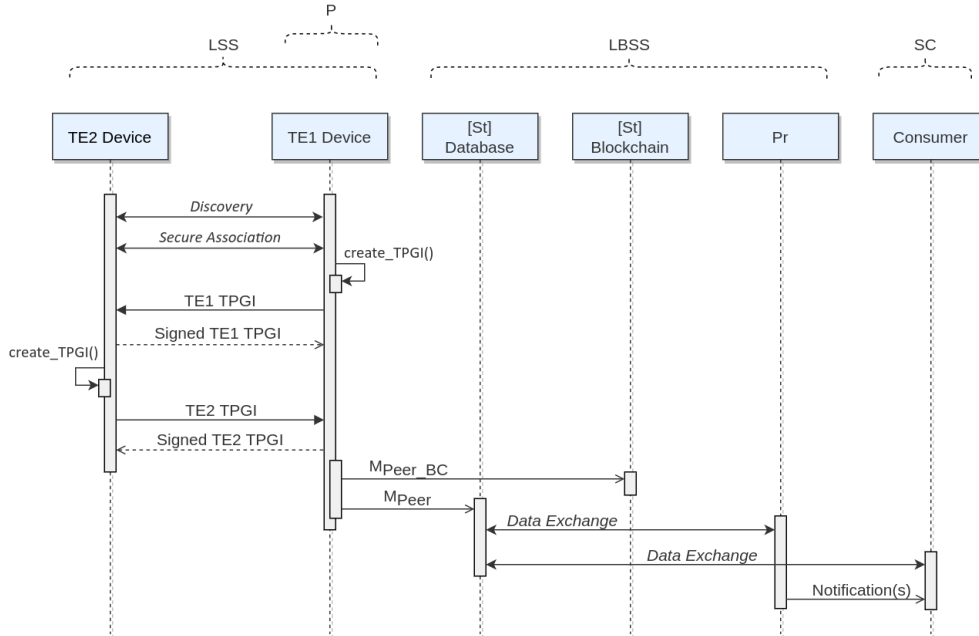 P
LSS
LBSS
SC
TE2 Device
TE1 Device
[St]
Database
[St]
Blockchain
Pr
Consumer
Discovery
Secure Association
create_TPGI()
TE1 TPGI
Signed TE1 TPGI
create_TPGI()
TE2 TPGI
Signed TE2 TPGI
MPeer_BC
MPeer
Data Exchange
Data Exchange
Notification(s)